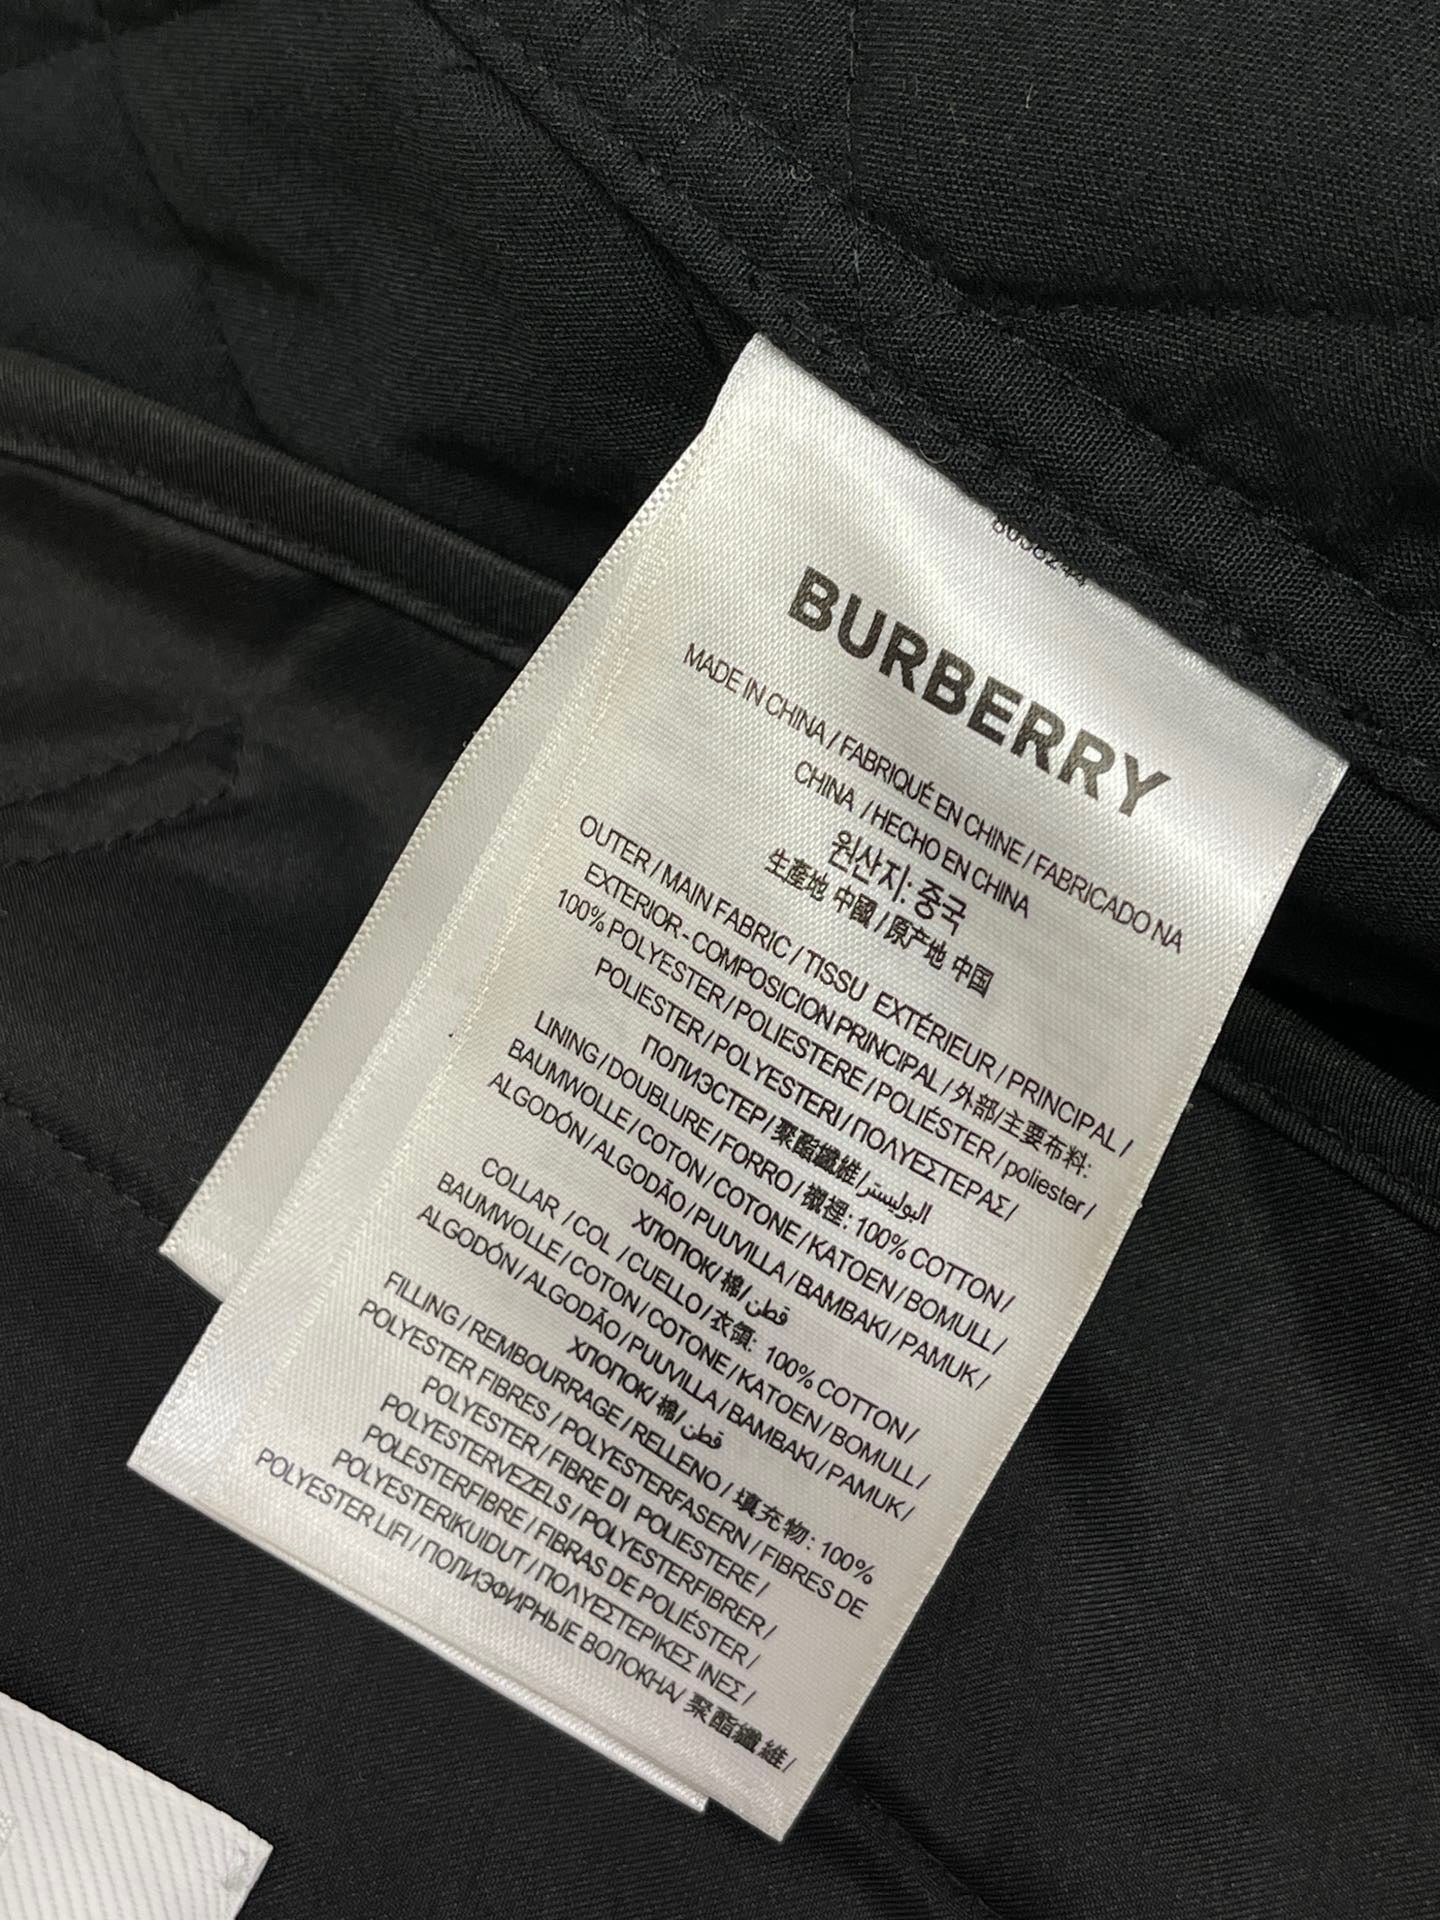 8058244
BURBERRY
MADE IN CHINA / FABRIQUÉ EN CHINE / FABRICADO NA
CHINA / HECHO EN CHINA
원산지: 중국
生產地 中國 / 原产地 中国
OUTER / MAIN FABRIC / TISSU EXTÉRIEUR / PRINCIPAL /
EXTERIOR - COMPOSICION PRINCIPAL / 外部/主要布料:
100% POLYESTER / POLIESTERE / POLIÉSTER / poliester /
POLIESTER / POLYESTERI / ΠΟΛΥΕΣΤΕΡΑΣ /
ПОЛИЭСТЕР / 聚酯纖維 / البوليستر
LINING / DOUBLURE / FORRO / 襯裡: 100% COTTON /
BAUMWOLLE / COTON / COTONE / KATOEN / BOMULL /
ALGODÓN / ALGODÃO / PUUVILLA / BAMBAKI / PAMUK /
ХЛОПОК/ 棉 / قطن
COLLAR / COL / CUELLO / 衣領: 100% COTTON /
BAUMWOLLE / COTON / COTONE / KATOEN / BOMULL /
ALGODÓN / ALGODÃO / PUUVILLA / BAMBAKI / PAMUK /
ХЛОПОК/ 棉 / قطن
FILLING / REMBOURRAGE / RELLENO / 填充物: 100%
POLYESTER FIBRES / POLYESTERFASERN / FIBRES DE
POLYESTER / FIBRE DI POLIESTERE /
POLYESTERVEZELS / POLYESTERFIBRER /
POLESTERFIBRE / FIBRAS DE POLIÉSTER /
POLYESTERIKUIDUT / ΠΟΛΥΕΣΤΕΡΙΚΕΣ ΙΝΕΣ /
POLYESTER LIFI / ПОЛИЭФИРНЫЕ ВОЛОКНА/ 聚酯纖維 /